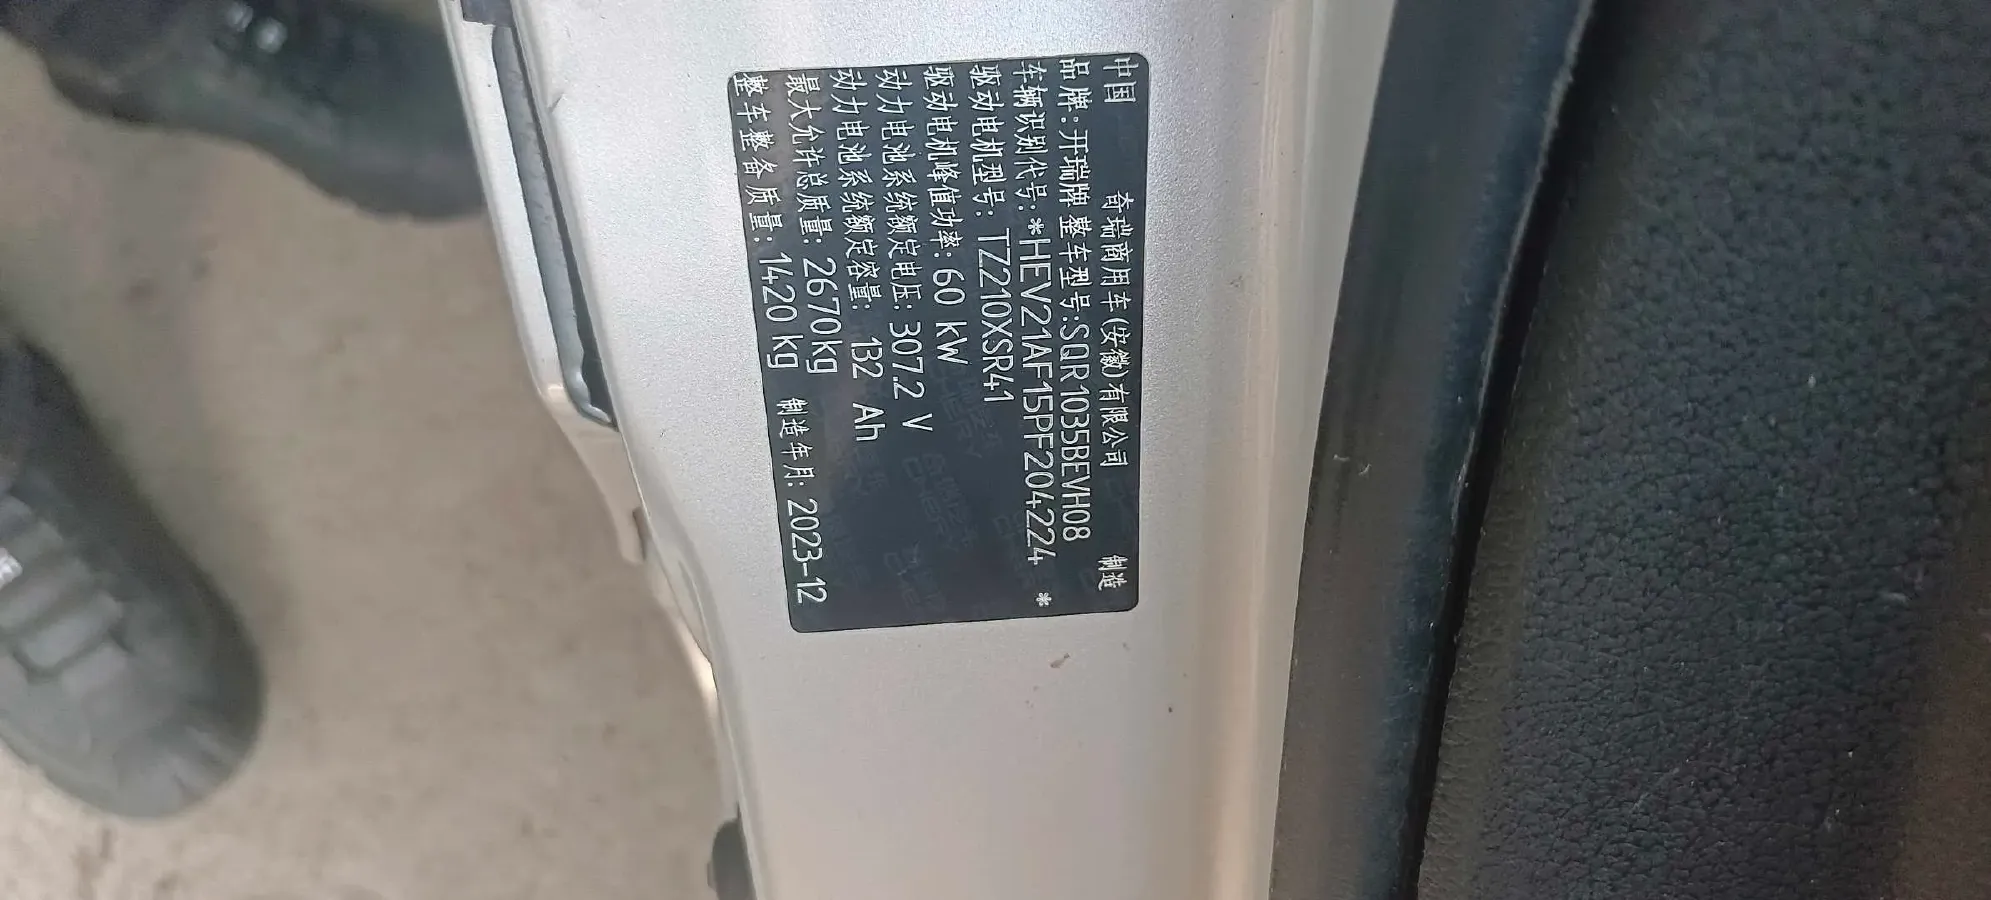 中国 奇瑞商用车(安徽)有限公司 制造
品牌:开瑞牌 整车型号:SQR1035BEVH08
车辆识别代号:*HEV21AF15PF204224 *
驱动电机型号: TZ210XSR41
驱动电机峰值功率: 60 kW
动力电池系统额定电压: 307.2 V
动力电池系统额定容量: 132 Ah
最大允许总质量: 2670kg
整车整备质量: 1420kg 制造年月: 2023-12